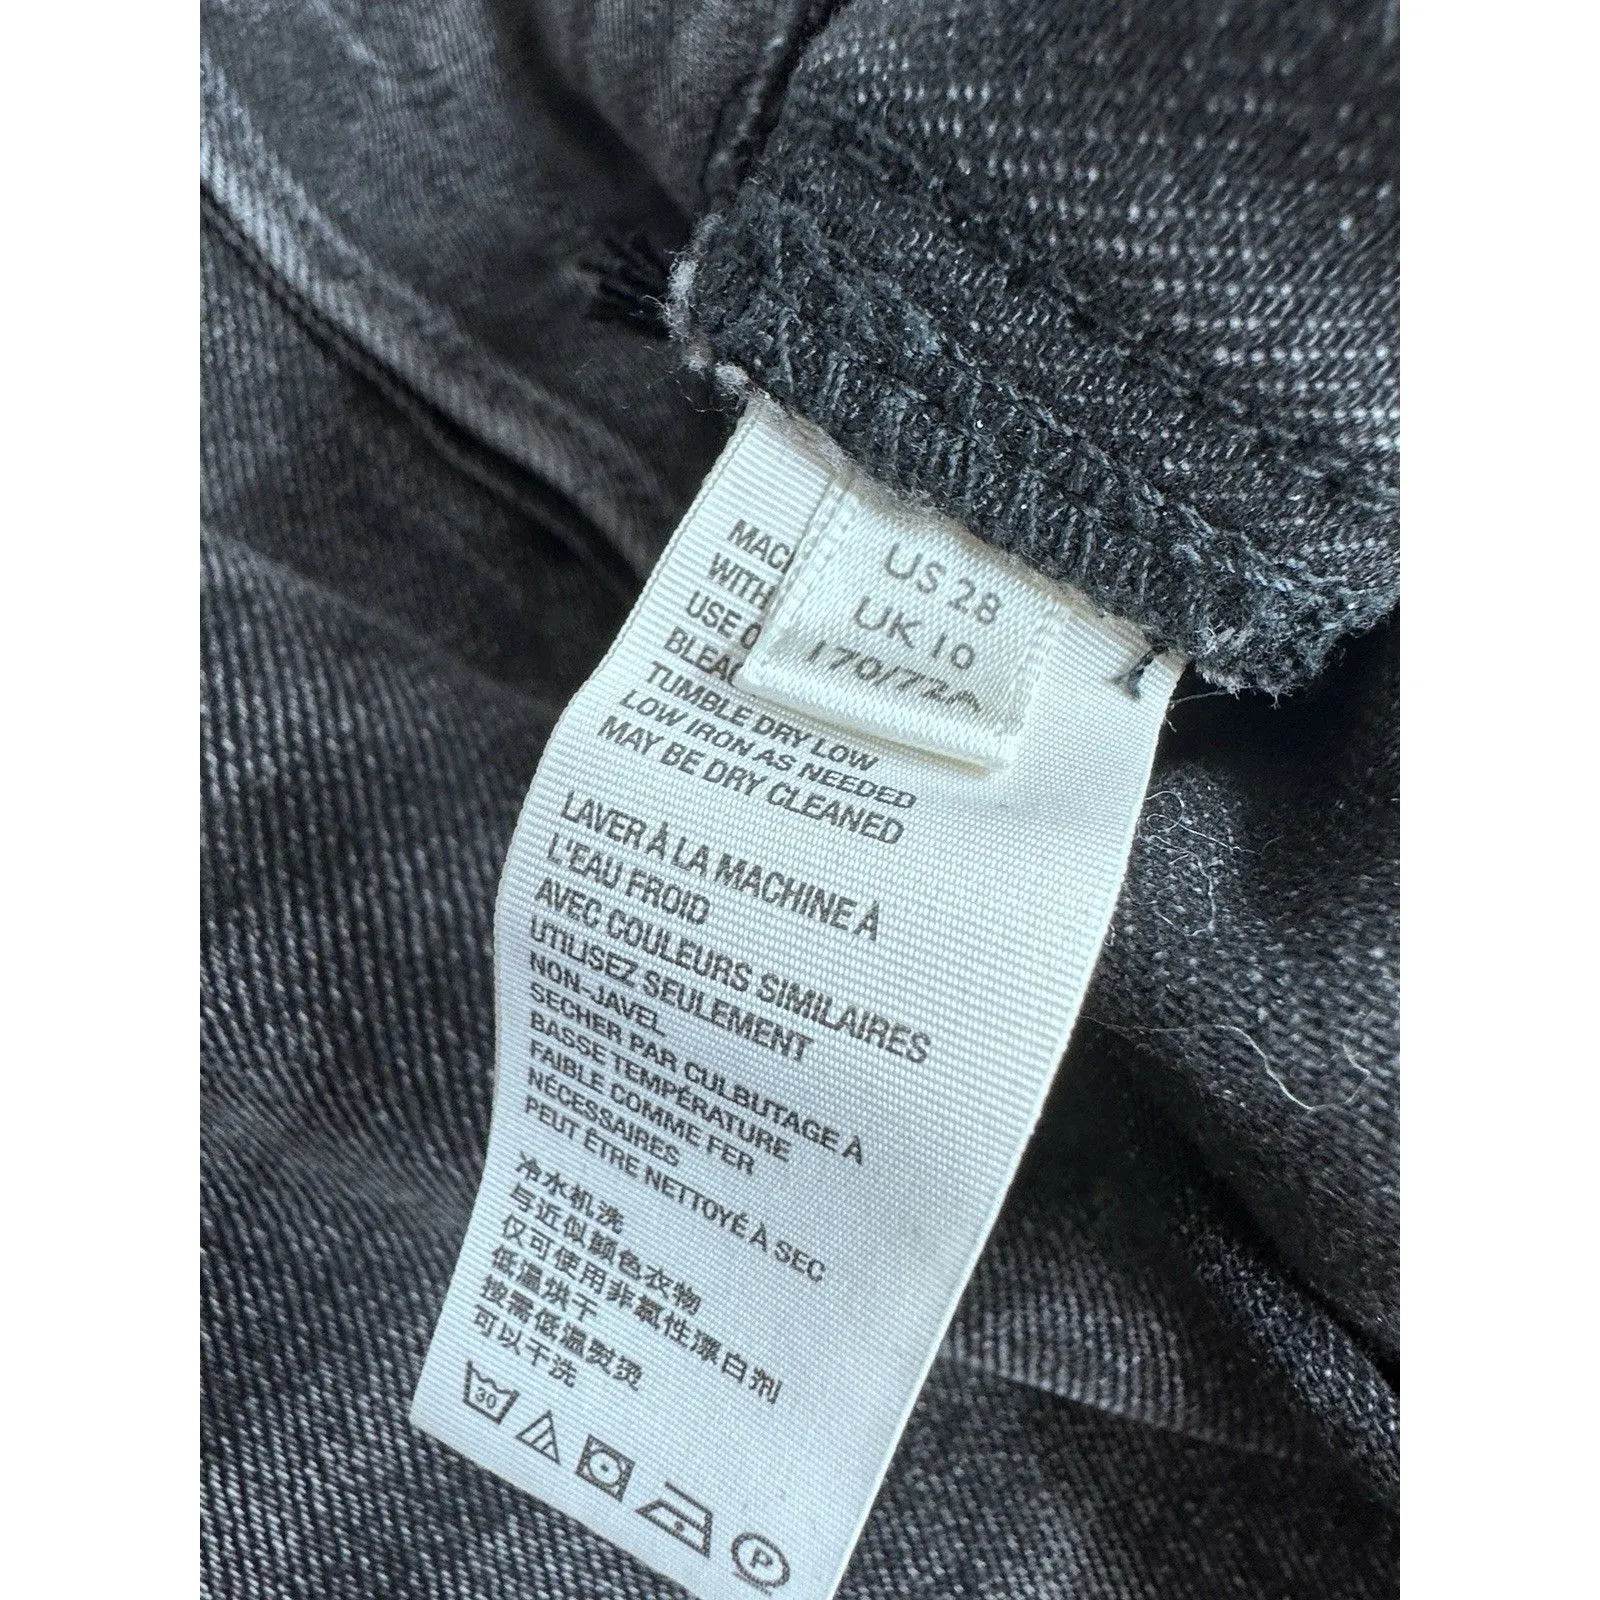 US 28
UK 10
170/72A
MAC
WITH
USE O
BLEAC
TUMBLE DRY LOW
LOW IRON AS NEEDED
MAY BE DRY CLEANED
LAVER À LA MACHINE À
L'EAU FROID
AVEC COULEURS SIMILAIRES
UTILISEZ SEULEMENT
NON-JAVEL
SECHER PAR CULBUTAGE À
BASSE TEMPÉRATURE
FAIBLE COMME FER
NÉCESSAIRES
PEUT ÊTRE NETTOYÉ À SEC
冷水机洗
与近似颜色衣物
仅可使用非氯性漂白剂
低温烘干
按需低温熨烫
可以干洗
30
P